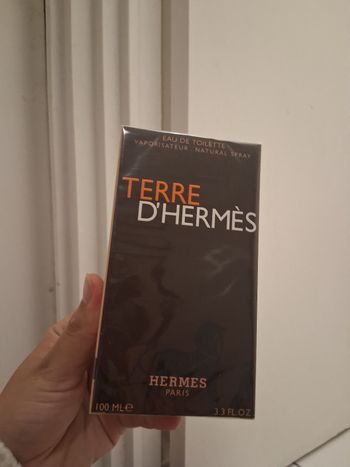 EAU DE TOILETTE
VAPORISATEUR NATURAL SPRAY
TERRE
D'HERMÈS
HERMES
PARIS
100 ML℮ 3.3 FL.OZ